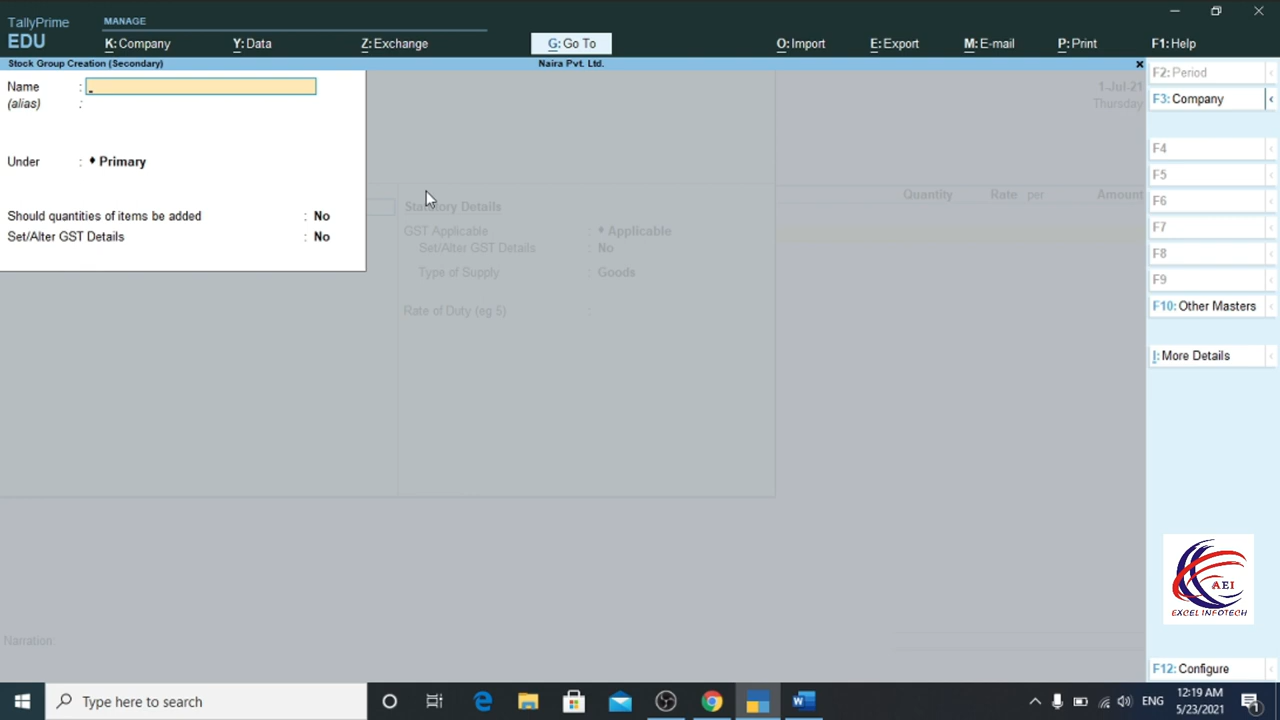 TallyPrime
EDU
MANAGE
K: Company
Y: Data
Z: Exchange
G: Go To
O: Import
E: Export
M: E-mail
P: Print
F1: Help
Stock Group Creation (Secondary)
Naira Pvt. Ltd.
Name :
(alias) :
Under : ♦ Primary
Should quantities of items be added : No
Set/Alter GST Details : No
Statutory Details
GST Applicable : ♦ Applicable
Set/Alter GST Details : No
Type of Supply : Goods
Rate of Duty (eg 5) :
1-Jul-21
Thursday
Quantity Rate per Amount
Narration:
F2: Period
F3: Company
F4
F5
F6
F7
F8
F9
F10: Other Masters
I: More Details
AEI
EXCEL INFOTECH
F12: Configure
Type here to search
ENG
12:19 AM
5/23/2021
1